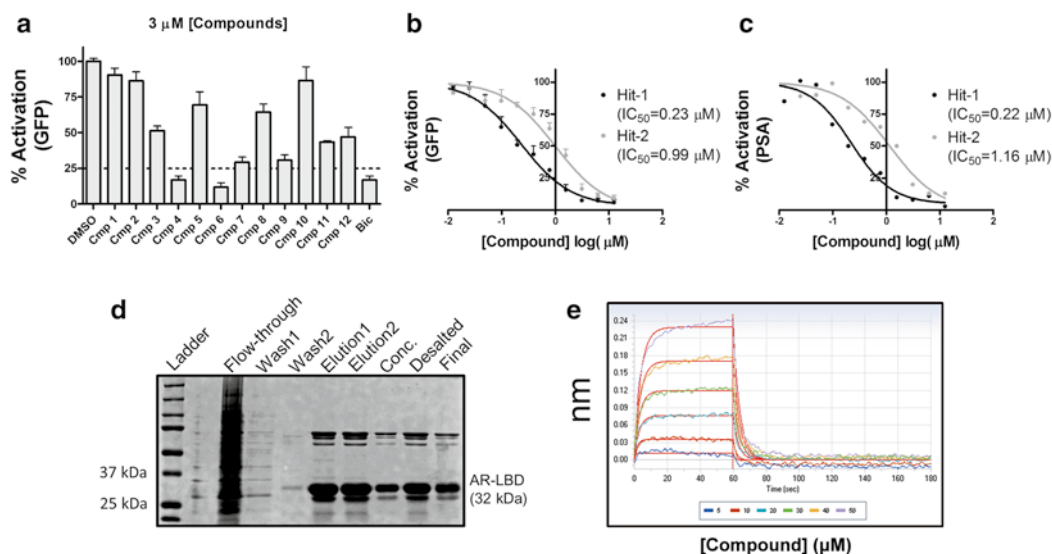 a
3 μM [Compounds]
% Activation
(GFP)
100
75
50
25
0
DMSO
Cmp 1
Cmp 2
Cmp 3
Cmp 4
Cmp 5
Cmp 6
Cmp 7
Cmp 8
Cmp 9
Cmp 10
Cmp 11
Cmp 12
Bic
b
% Activation
(GFP)
100
75
50
25
-2
-1
0
1
2
[Compound] log(μM)
Hit-1
(IC50=0.23 μM)
Hit-2
(IC50=0.99 μM)
c
% Activation
(PSA)
100
75
50
25
-2
-1
0
1
2
[Compound] log(μM)
Hit-1
(IC50=0.22 μM)
Hit-2
(IC50=1.16 μM)
d
Ladder
Flow-through
Wash1
Wash2
Elution1
Elution2
Conc.
Desalted
Final
37 kDa
25 kDa
AR-LBD
(32 kDa)
e
nm
0.24
0.21
0.18
0.15
0.12
0.09
0.06
0.03
0.00
0 20 40 60 80 100 120 140 160 180
Time (sec)
5 10 20 30 40 50
[Compound] (μM)